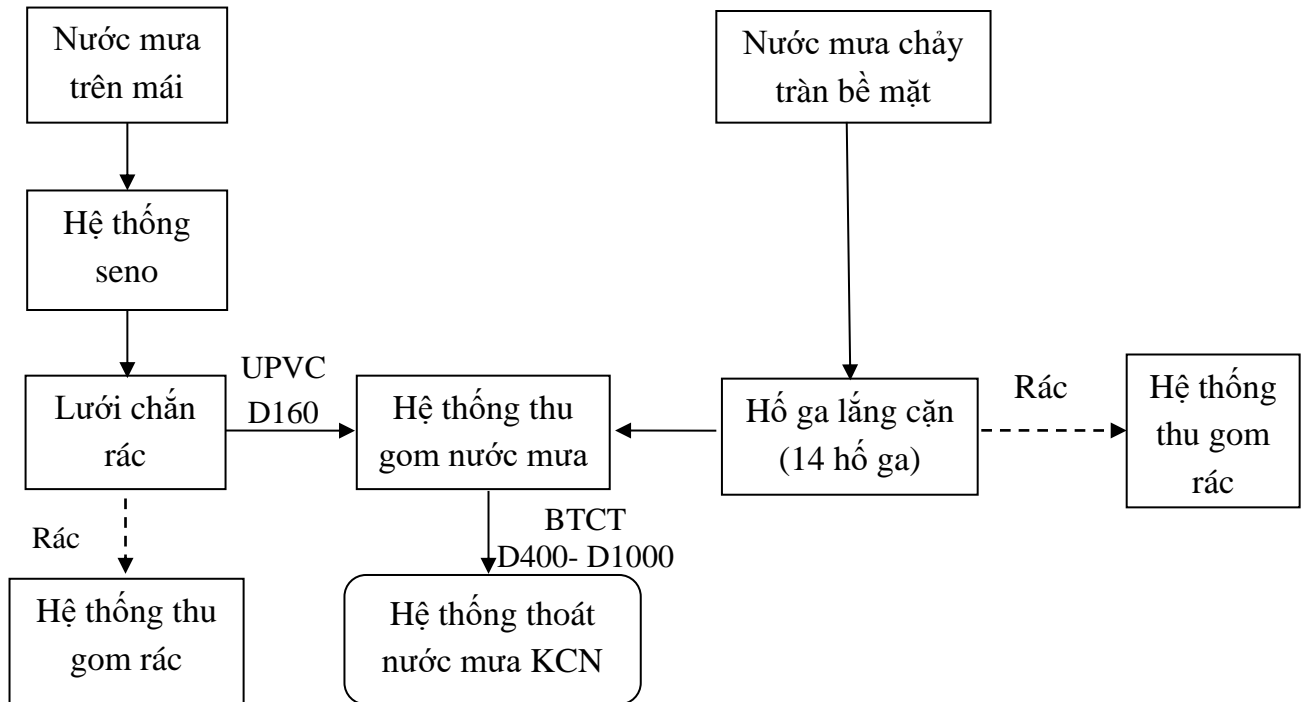 Nước mưa
trên mái
Nước mưa chảy
tràn bề mặt
Hệ thống
seno
Lưới chắn
rác
UPVC
D160
Hệ thống thu
gom nước mưa
Hố ga lắng cặn
(14 hố ga)
Rác
Hệ thống
thu gom
rác
Rác
BTCT
D400- D1000
Hệ thống thu
gom rác
Hệ thống thoát
nước mưa KCN